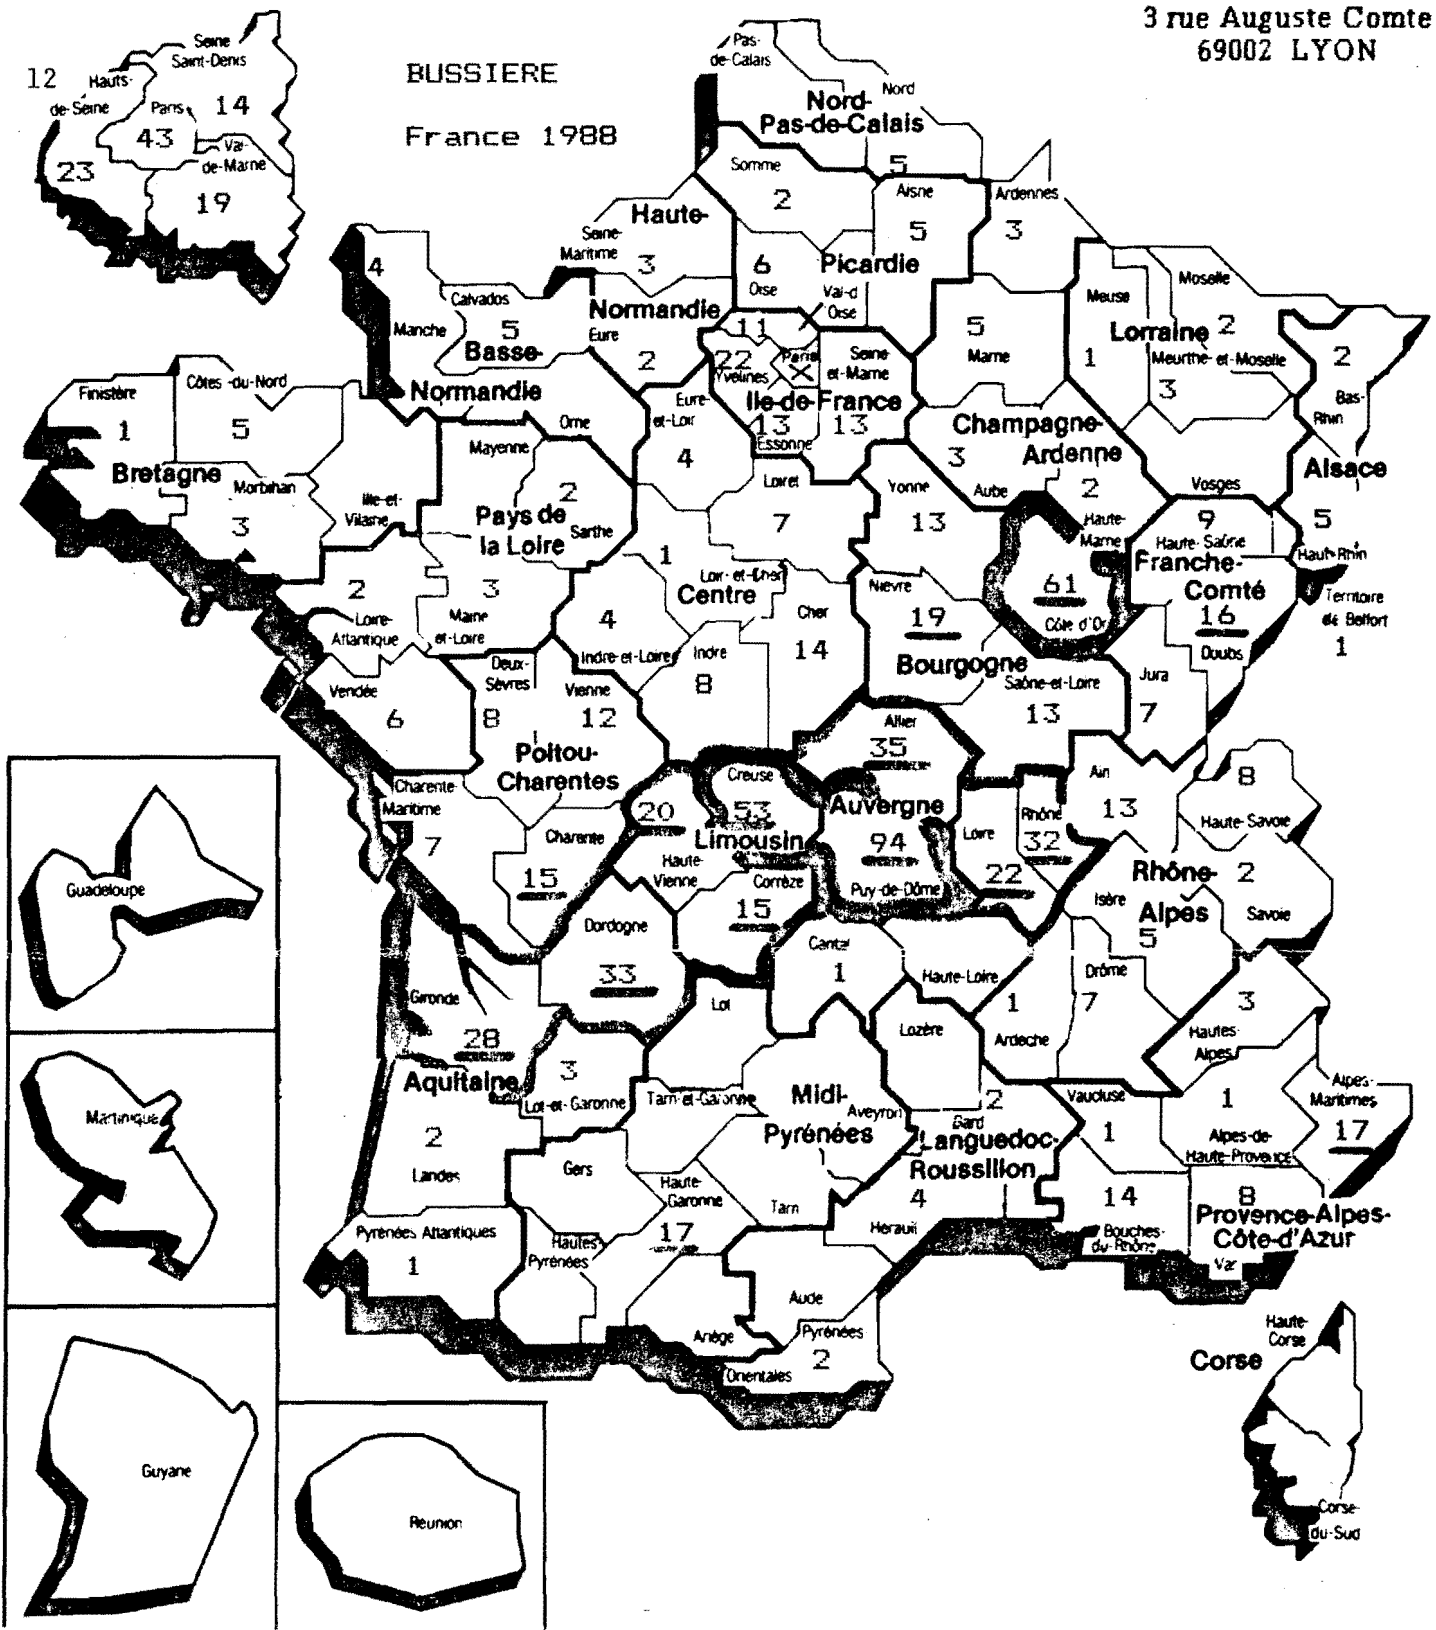 3 rue Auguste Comte
69002 LYON
BUSSIERE
France 1988
Seine
Saint-Denis
12
Hauts-
de-Seine
Paris
14
43
Val-
de-Marne
23
19
Pas-
de-Calais
Nord
Nord-
Pas-de-Calais
5
Somme
2
Aisne
5
Ardennes
3
Haute-
Seine-
Maritime
3
6
Oise
Picardie
Val-d
Oise
4
Manche
Calvados
5
Basse-
Normandie
Normandie
Eure
2
11
22
Yvelines
Paris
Seine-
et-Marne
Ile-de-France
13
13
Essonne
5
Marne
Meuse
1
Moselle
2
Lorraine
Meurthe-et-Moselle
3
2
Bas-
Rhin
Alsace
Finistère
1
Côtes-du-Nord
5
Bretagne
Morbihan
3
Ille-et-
Vilaine
Orne
Mayenne
2
Sarthe
Pays de
la Loire
Eure-
et-Loir
4
Loiret
7
Champagne-
Ardenne
3
Aube
2
Haute-
Marne
Yonne
13
Vosges
9
Haute-Saône
5
Haut-Rhin
Franche-
Comté
16
Doubs
Territoire
de Belfort
1
2
Loire-
Atlantique
3
Maine
et-Loire
1
Loir-et-Cher
Centre
4
Indre-et-Loire
Indre
8
Cher
14
Nièvre
19
Bourgogne
61
Côte d'Or
Saône-et-Loire
13
Jura
7
Vendée
6
Deux-
Sèvres
8
Vienne
12
Poitou-
Charentes
Charente-
Maritime
7
Charente
15
20
Haute-
Vienne
Creuse
53
Limousin
Corrèze
15
Allier
35
Auvergne
94
Puy-de-Dôme
Loire
22
Rhône
32
Ain
13
8
Haute-Savoie
Rhône-
Alpes
Isère
5
2
Savoie
Guadeloupe
Dordogne
33
Gironde
28
Aquitaine
3
Lot-et-Garonne
Lot
Cantal
1
Haute-Loire
Lozère
1
Ardèche
Drôme
7
3
Hautes-
Alpes
Martinique
2
Landes
Tarn-et-Garonne
Midi-
Pyrénées
Aveyron
2
Gard
Languedoc-
Roussillon
Vaucluse
1
1
Alpes-de-
Haute-Provence
Alpes-
Maritimes
17
Gers
Haute-
Garonne
17
Tarn
4
Hérault
14
Bouches-
du-Rhône
8
Provence-Alpes-
Côte-d'Azur
Var
Pyrénées Atlantiques
1
Hautes
Pyrénées
Ariège
Aude
Pyrénées
2
Orientales
Haute-
Corse
Corse
Corse-
du-Sud
Guyane
Réunion